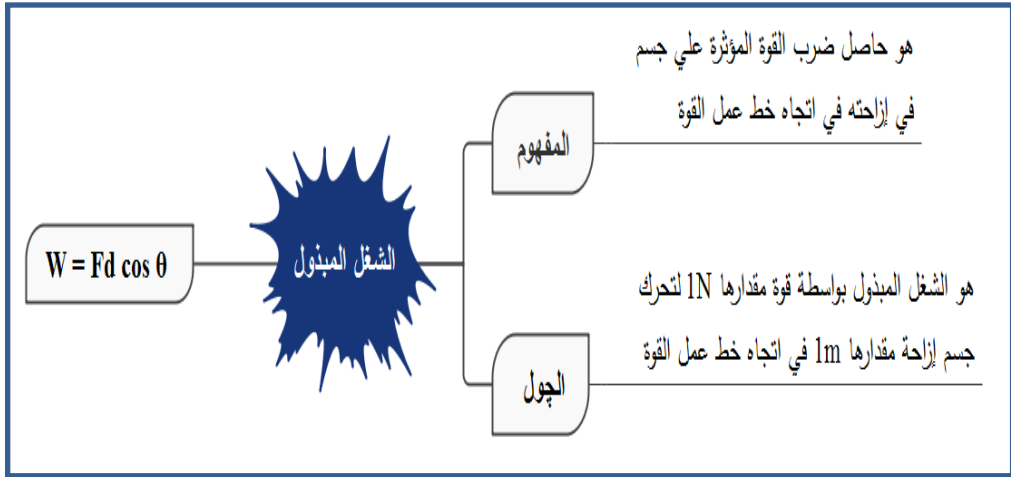 هو حاصل ضرب القوة المؤثرة علي جسم
في إزاحته في اتجاه خط عمل القوة
المفهوم
الشغل المبذول
W = Fd cos θ
هو الشغل المبذول بواسطة قوة مقدارها 1N لتحرك
جسم إزاحة مقدارها 1m في اتجاه خط عمل القوة
الچول